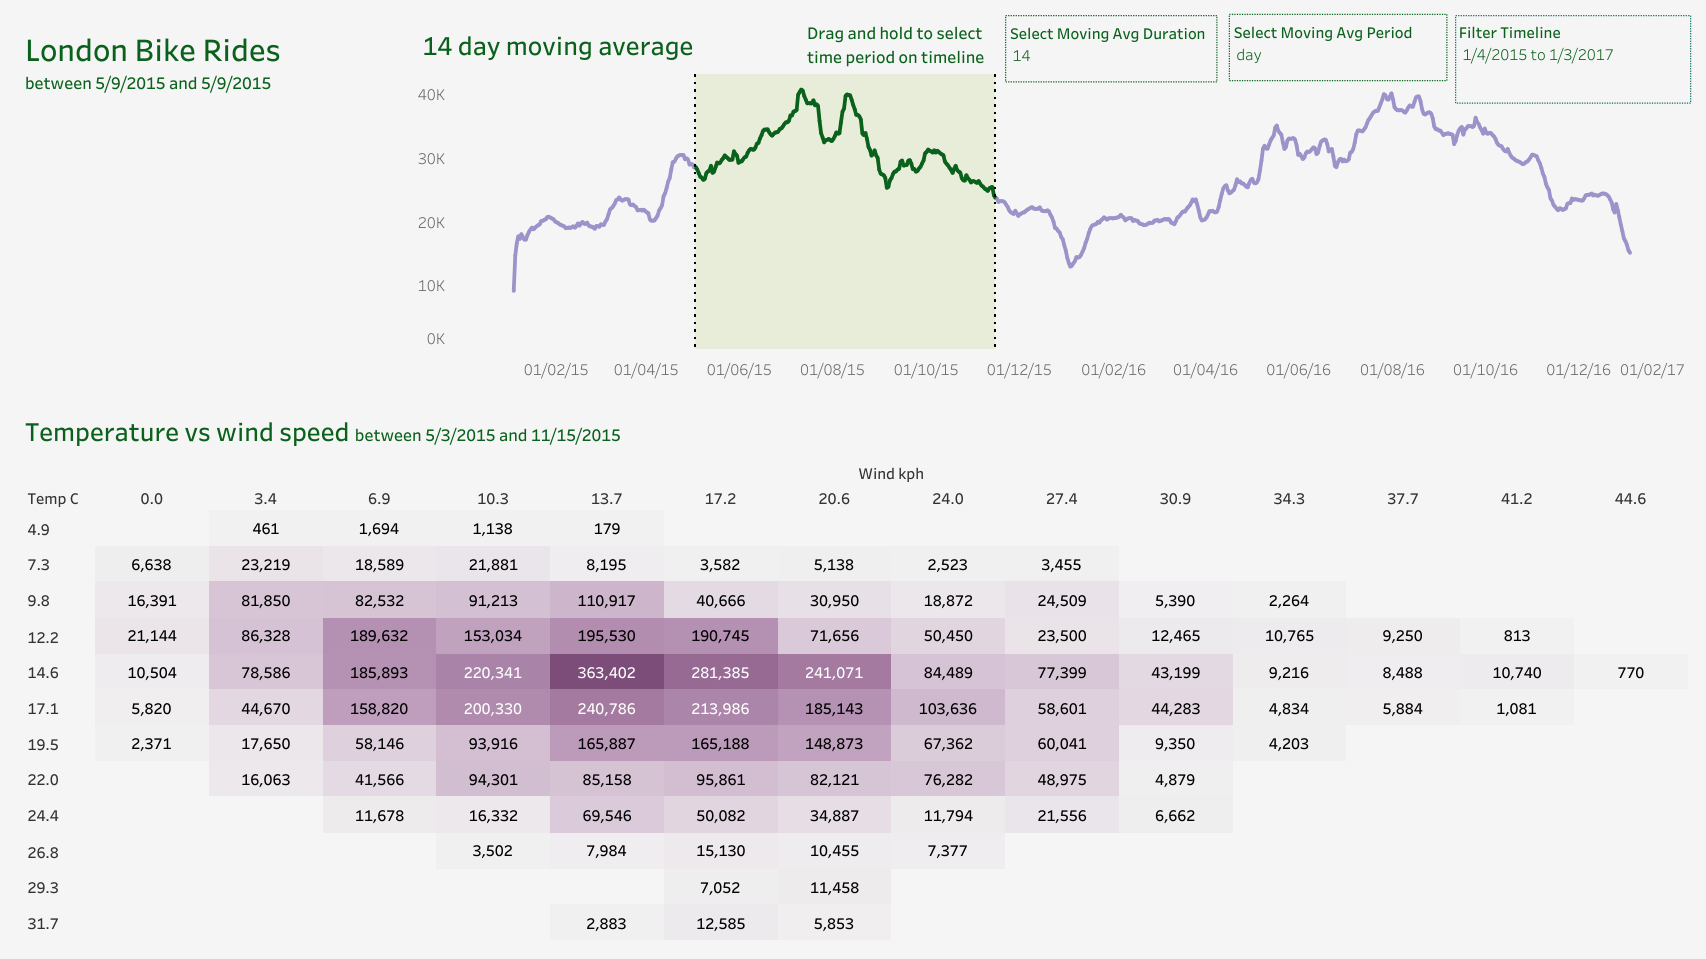 London Bike Rides
between 5/9/2015 and 5/9/2015
14 day moving average
Drag and hold to select
time period on timeline
Select Moving Avg Duration
14
Select Moving Avg Period
day
Filter Timeline
1/4/2015 to 1/3/2017
40K
30K
20K
10K
0K
01/02/15 01/04/15 01/06/15 01/08/15 01/10/15 01/12/15 01/02/16 01/04/16 01/06/16 01/08/16 01/10/16 01/12/16 01/02/17
Temperature vs wind speed between 5/3/2015 and 11/15/2015
Wind kph
Temp C 0.0 3.4 6.9 10.3 13.7 17.2 20.6 24.0 27.4 30.9 34.3 37.7 41.2 44.6
4.9 461 1,694 1,138 179
7.3 6,638 23,219 18,589 21,881 8,195 3,582 5,138 2,523 3,455
9.8 16,391 81,850 82,532 91,213 110,917 40,666 30,950 18,872 24,509 5,390 2,264
12.2 21,144 86,328 189,632 153,034 195,530 190,745 71,656 50,450 23,500 12,465 10,765 9,250 813
14.6 10,504 78,586 185,893 220,341 363,402 281,385 241,071 84,489 77,399 43,199 9,216 8,488 10,740 770
17.1 5,820 44,670 158,820 200,330 240,786 213,986 185,143 103,636 58,601 44,283 4,834 5,884 1,081
19.5 2,371 17,650 58,146 93,916 165,887 165,188 148,873 67,362 60,041 9,350 4,203
22.0 16,063 41,566 94,301 85,158 95,861 82,121 76,282 48,975 4,879
24.4 11,678 16,332 69,546 50,082 34,887 11,794 21,556 6,662
26.8 3,502 7,984 15,130 10,455 7,377
29.3 7,052 11,458
31.7 2,883 12,585 5,853